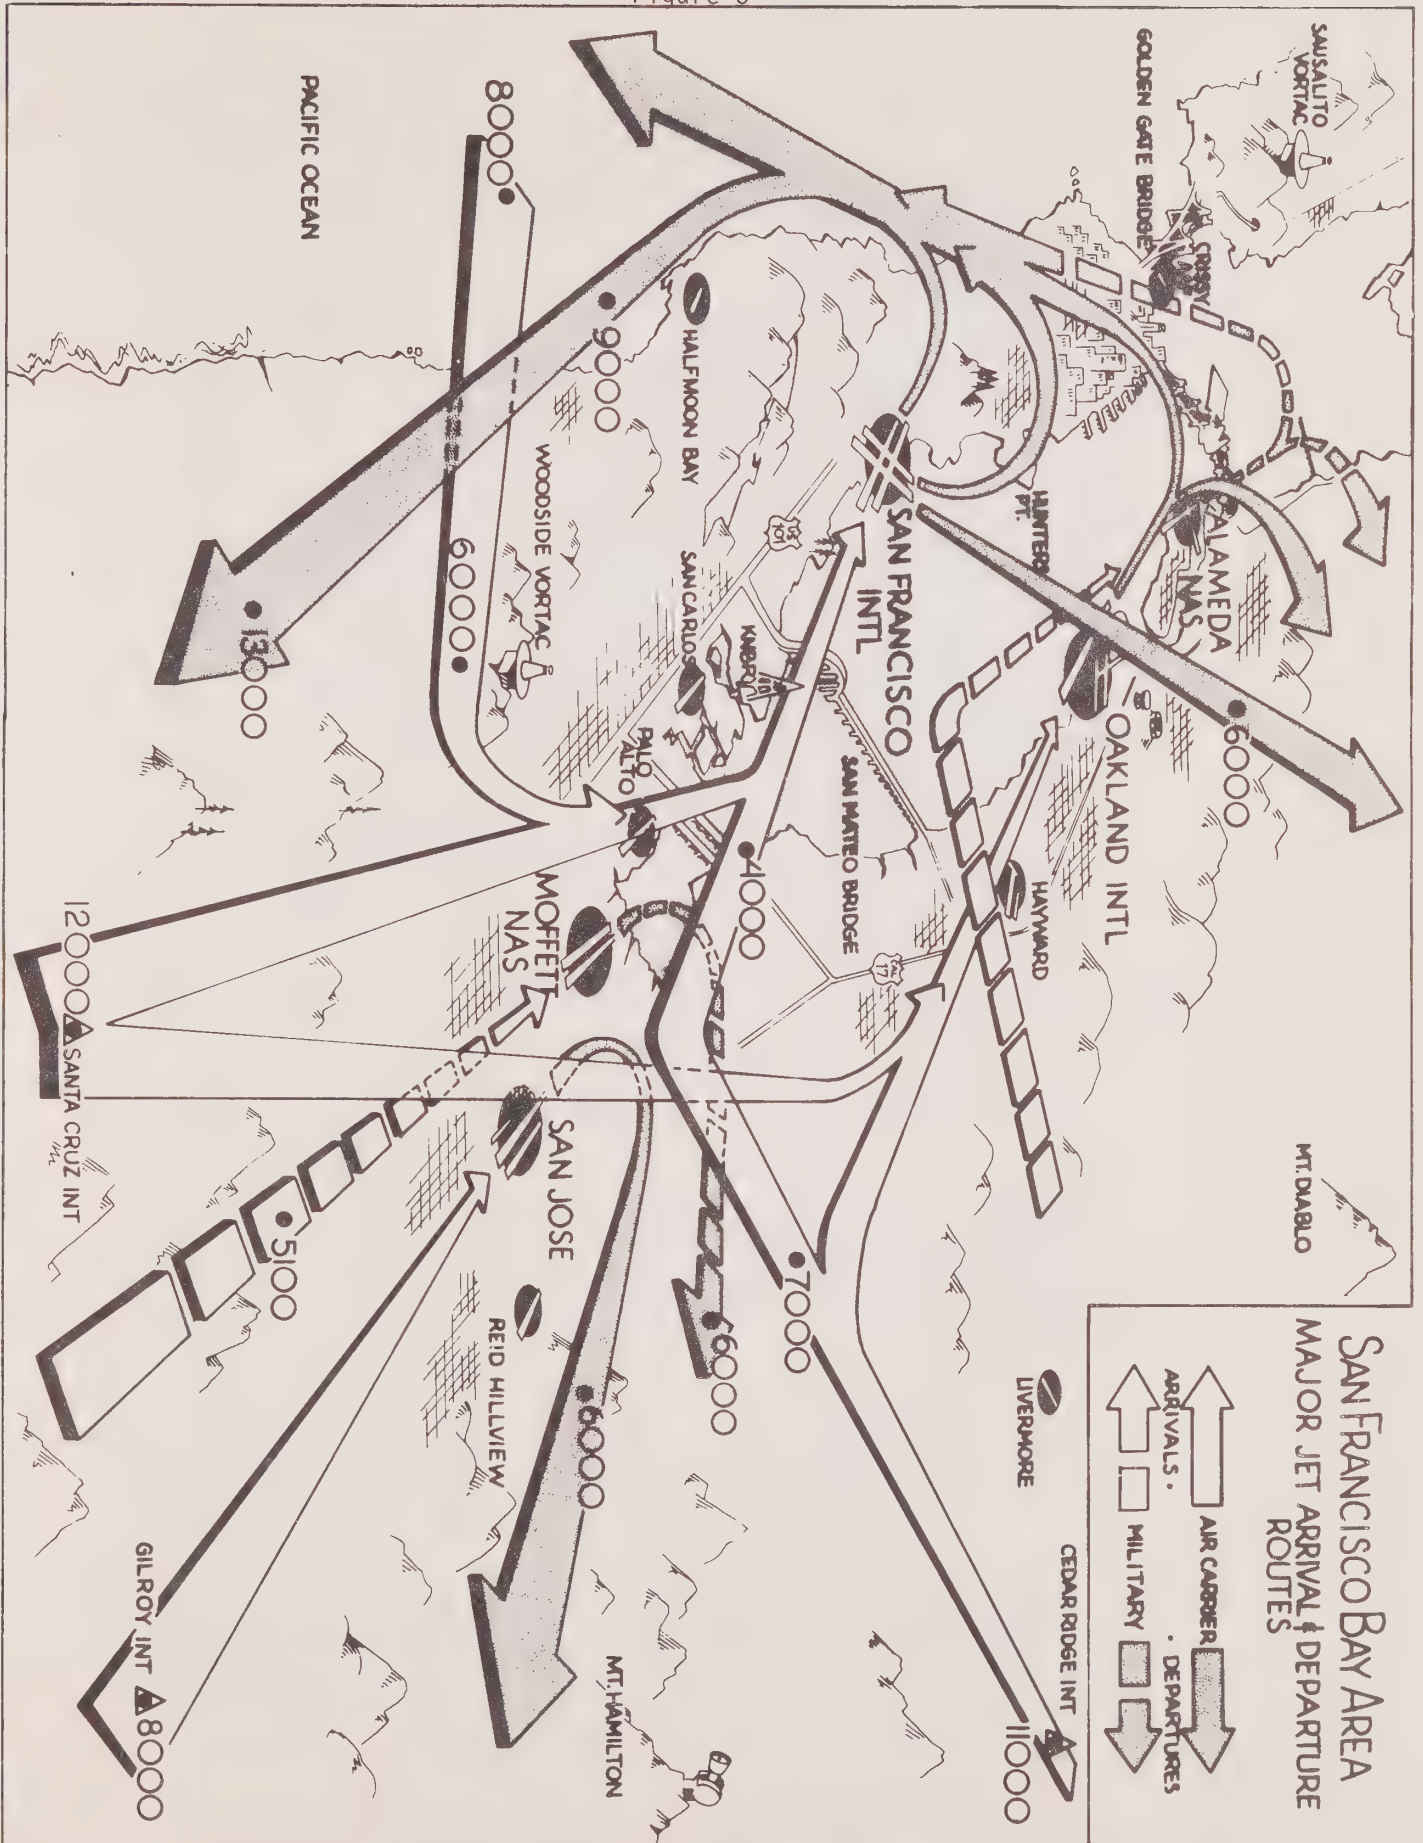 Figure
SAN FRANCISCO BAY AREA
MAJOR JET ARRIVAL & DEPARTURE
ROUTES
AIR CARRIER
ARRIVALS · · DEPARTURES
MILITARY
SAUSALITO
VORTAC
GOLDEN GATE BRIDGE
CRISSY
ALAMEDA
NAS
6000
MT. DIABLO
OAKLAND INTL
HUNTERS
PT.
HAYWARD
LIVERMORE
CEDAR RIDGE INT
11000
SAN FRANCISCO
INTL
SAN MATEO BRIDGE
CAL
17
7000
US
101
KNBR
4000
HALFMOON BAY
SAN CARLOS
PALO
ALTO
6000
9000
WOODSIDE VORTAC
MOFFETT
NAS
SAN JOSE
6000
MT. HAMILTON
8000
6000
REID HILLVIEW
PACIFIC OCEAN
13000
5100
12000
SANTA CRUZ INT
GILROY INT
8000